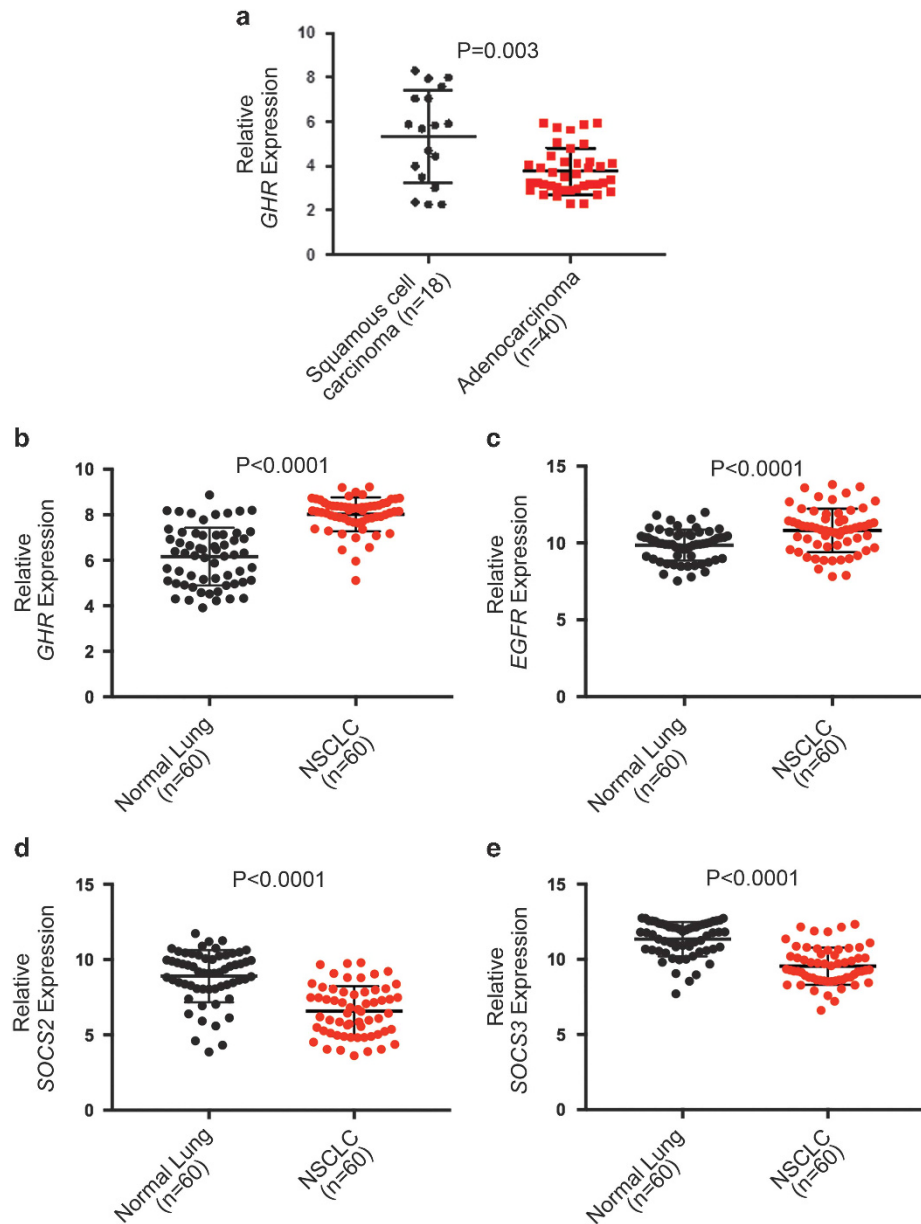 a
P=0.003
Relative
GHR Expression
10
8
6
4
2
0
Squamous cell
carcinoma (n=18)
Adenocarcinoma
(n=40)
b
P<0.0001
Relative
GHR Expression
10
8
6
4
2
0
Normal Lung
(n=60)
NSCLC
(n=60)
c
P<0.0001
Relative
EGFR Expression
15
10
5
0
Normal Lung
(n=60)
NSCLC
(n=60)
d
P<0.0001
Relative
SOCS2 Expression
15
10
5
0
Normal Lung
(n=60)
NSCLC
(n=60)
e
P<0.0001
Relative
SOCS3 Expression
15
10
5
0
Normal Lung
(n=60)
NSCLC
(n=60)